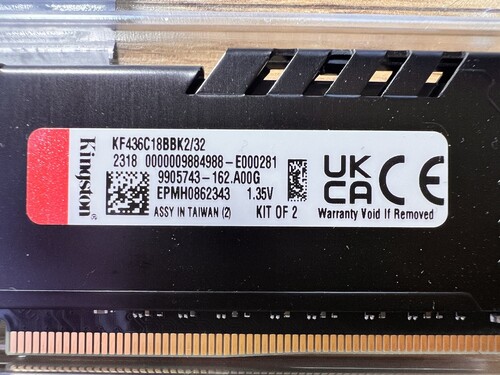 Kingston
KF436C18BBK2/32
2318 0000009884988-E000281
9905743-162.A00G
EPMH0862343 1.35V
ASSY IN TAIWAN (2) KIT OF 2
UK
CA CE
Warranty Void If Removed